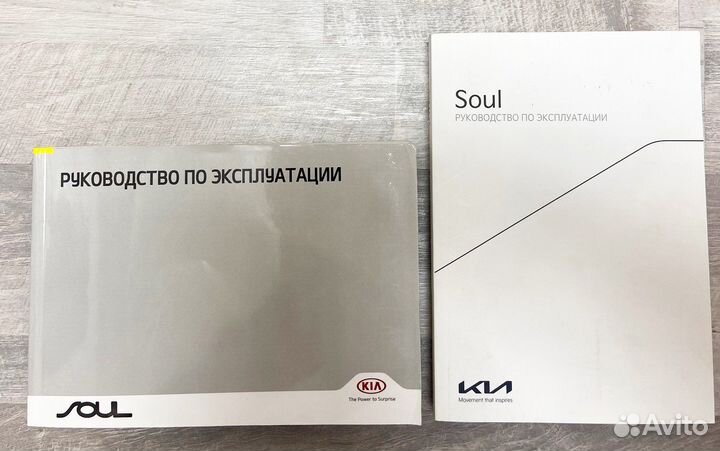 РУКОВОДСТВО ПО ЭКСПЛУАТАЦИИ
SOUL
KIA
The Power to Surprise
Soul
РУКОВОДСТВО ПО ЭКСПЛУАТАЦИИ
KIA
Movement that inspires
Avito